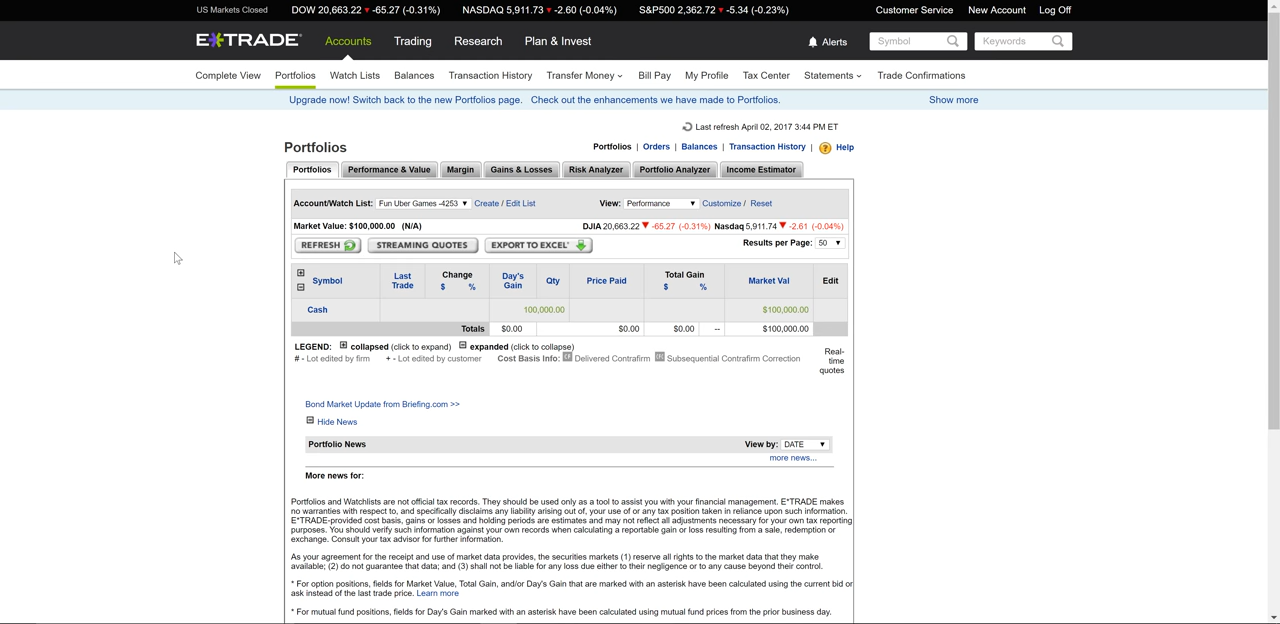 US Markets Closed DOW 20,663.22 ▼ -65.27 (-0.31%) NASDAQ 5,911.73 ▼ -2.60 (-0.04%) S&P500 2,362.72 ▼ -5.34 (-0.23%) Customer Service New Account Log Off
E*TRADE Accounts Trading Research Plan & Invest Alerts Symbol Keywords
Complete View Portfolios Watch Lists Balances Transaction History Transfer Money Bill Pay My Profile Tax Center Statements Trade Confirmations
Upgrade now! Switch back to the new Portfolios page. Check out the enhancements we have made to Portfolios. Show more
Last refresh April 02, 2017 3:44 PM ET
Portfolios Portfolios | Orders | Balances | Transaction History | ? Help
Portfolios Performance & Value Margin Gains & Losses Risk Analyzer Portfolio Analyzer Income Estimator
Account/Watch List: Fun Uber Games -4253 ▼ Create / Edit List View: Performance ▼ Customize / Reset
Market Value: $100,000.00 (N/A) DJIA 20,663.22 ▼ -65.27 (-0.31%) Nasdaq 5,911.74 ▼ -2.61 (-0.04%)
REFRESH STREAMING QUOTES EXPORT TO EXCEL* Results per Page: 50 ▼
Symbol Last Trade Change $ % Day's Gain Qty Price Paid Total Gain $ % Market Val Edit
Cash 100,000.00 $100,000.00
Totals $0.00 $0.00 $0.00 -- $100,000.00
LEGEND: collapsed (click to expand) expanded (click to collapse)
# - Lot edited by firm + - Lot edited by customer Cost Basis Info: Delivered Contrafirm Subsequential Contrafirm Correction
Real-
time
quotes
Bond Market Update from Briefing.com >>
Hide News
Portfolio News View by: DATE ▼
more news...
More news for:
Portfolios and Watchlists are not official tax records. They should be used only as a tool to assist you with your financial management. E*TRADE makes
no warranties with respect to, and specifically disclaims any liability arising out of, your use of or any tax position taken in reliance upon such information.
E*TRADE-provided cost basis, gains or losses and holding periods are estimates and may not reflect all adjustments necessary for your own tax reporting
purposes. You should verify such information against your own records when calculating a reportable gain or loss resulting from a sale, redemption or
exchange. Consult your tax advisor for further information.
As your agreement for the receipt and use of market data provides, the securities markets (1) reserve all rights to the market data that they make
available; (2) do not guarantee that data; and (3) shall not be liable for any loss due either to their negligence or to any cause beyond their control.
* For option positions, fields for Market Value, Total Gain, and/or Day's Gain that are marked with an asterisk have been calculated using the current bid or
ask instead of the last trade price. Learn more
* For mutual fund positions, fields for Day's Gain marked with an asterisk have been calculated using mutual fund prices from the prior business day.